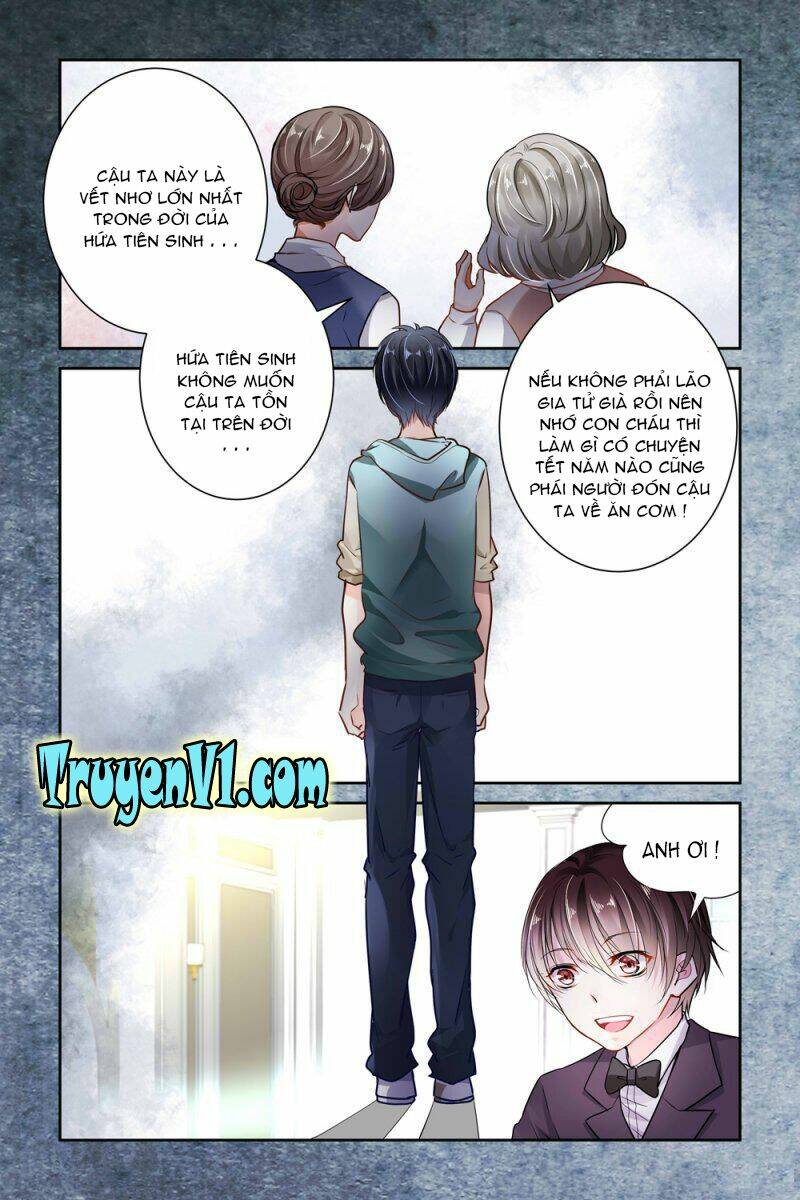 CẬU TA NÀY LÀ
VẾT NHƠ LỚN NHẤT
TRONG ĐỜI CỦA
HỨA TIÊN SINH . . .
HỨA TIÊN SINH
KHÔNG MUỐN
CẬU TA TỒN
TẠI TRÊN ĐỜI
. . .
NẾU KHÔNG PHẢI LÃO
GIA TỬ GIÀ RỒI NÊN
NHỚ CON CHÁU THÌ
LÀM GÌ CÓ CHUYỆN
TẾT NĂM NÀO CŨNG
PHÁI NGƯỜI ĐÓN CẬU
TA VỀ ĂN CƠM !
TruyenV1.com
ANH ƠI !